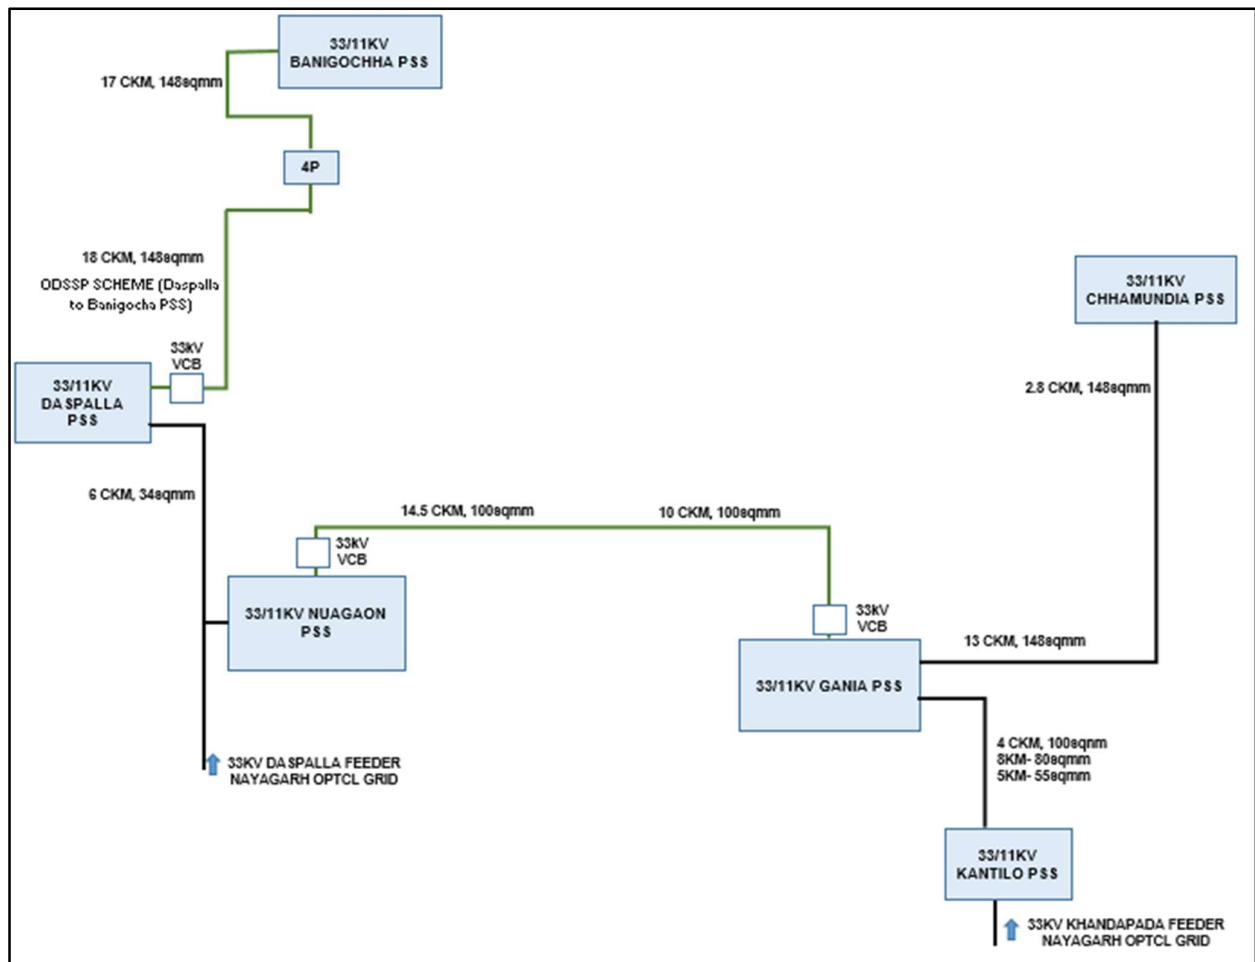 33/11KV
BANIGOCHHA PSS
17 CKM, 148sqmm
4P
18 CKM, 148sqmm
ODSSP SCHEME (Daspalla
to Banigocha PSS)
33/11KV
CHHAMUNDIA PSS
33kV
VCB
33/11KV
DASPALLA
PSS
2.8 CKM, 148sqmm
6 CKM, 34sqmm
14.5 CKM, 100sqmm
10 CKM, 100sqmm
33kV
VCB
33/11KV NUAGAON
PSS
33kV
VCB
13 CKM, 148sqmm
33/11KV GANIA PSS
4 CKM, 100sqnm
8KM- 80sqmm
5KM- 55sqmm
33KV DASPALLA FEEDER
NAYAGARH OPTCL GRID
33/11KV
KANTILO PSS
33KV KHANDAPADA FEEDER
NAYAGARH OPTCL GRID